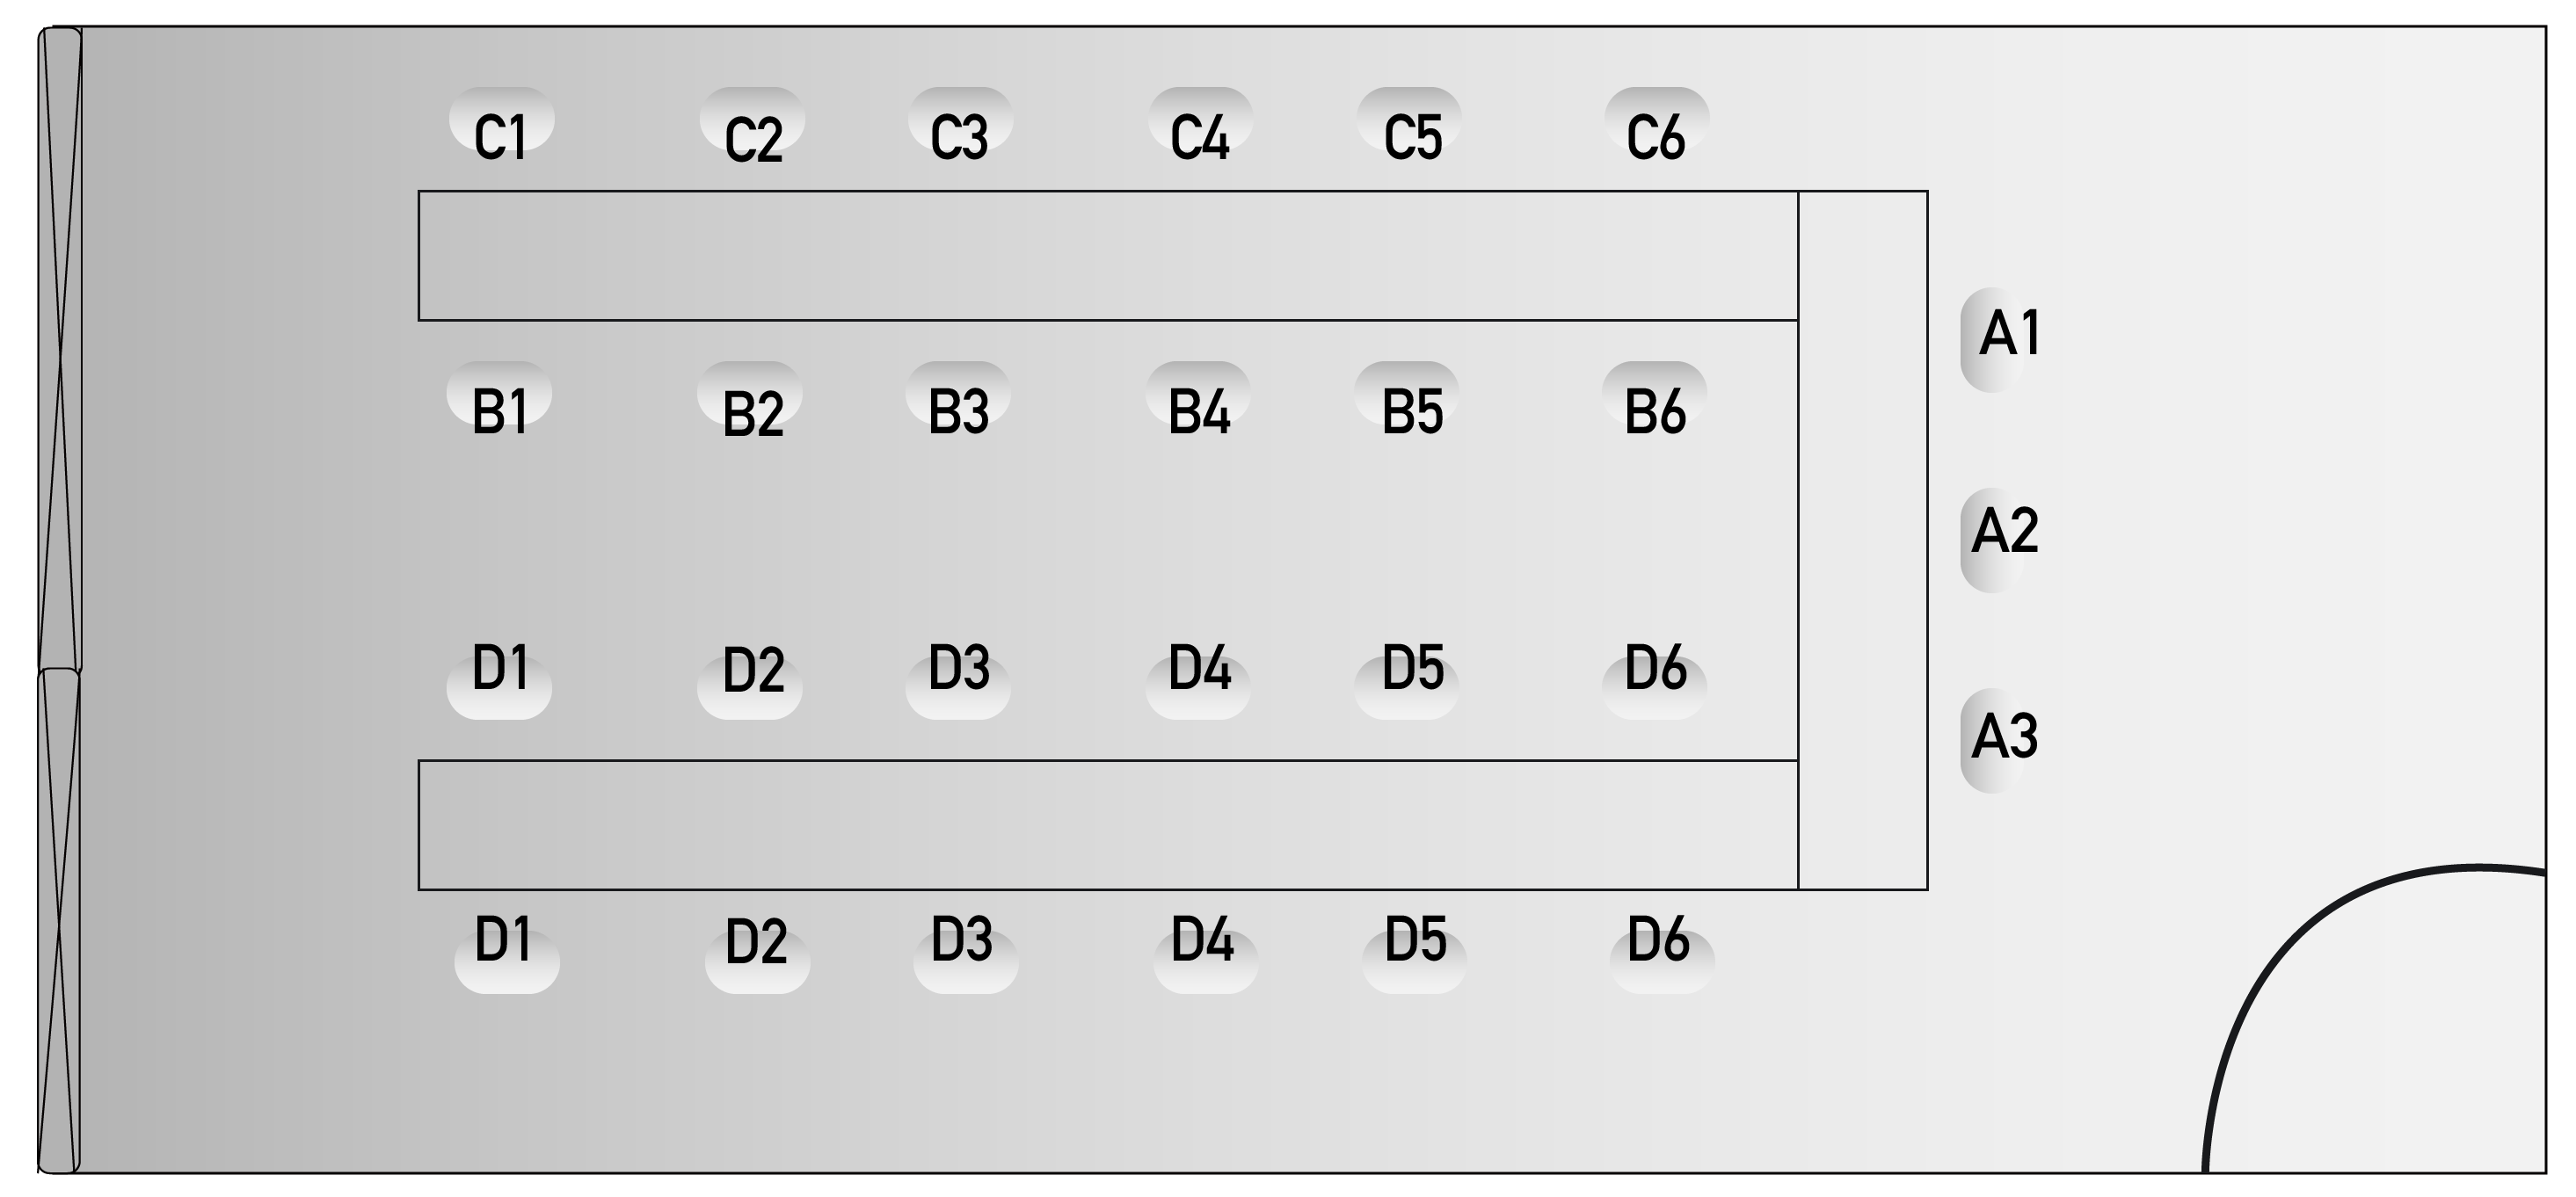 C1 C2 C3 C4 C5 C6
A1
B1 B2 B3 B4 B5 B6
A2
D1 D2 D3 D4 D5 D6
A3
D1 D2 D3 D4 D5 D6